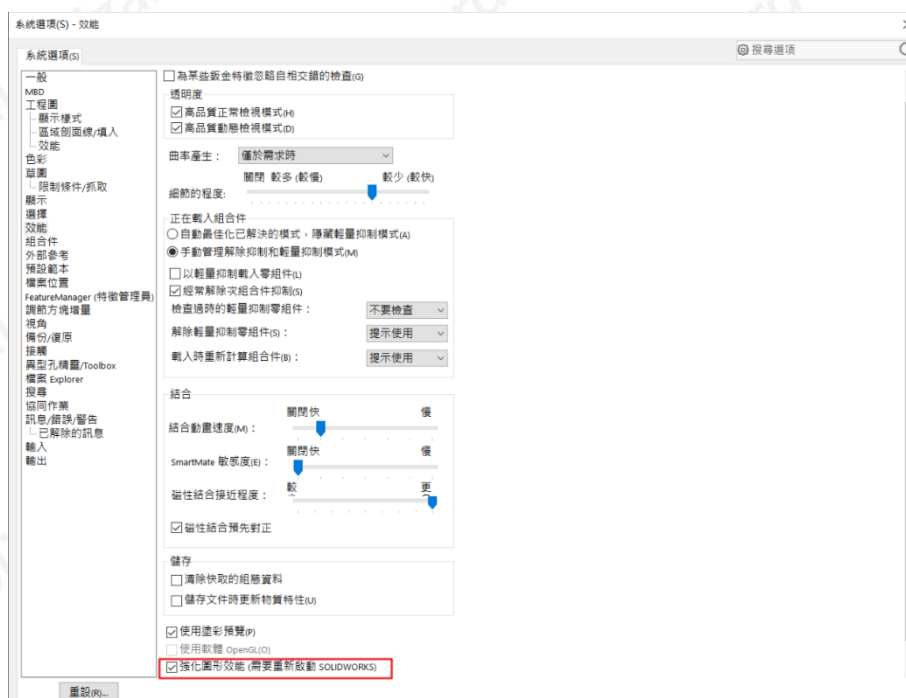 系統選項(S) - 效能
系統選項(S)
搜尋選項
一般
MBD
工程圖
顯示樣式
區域剖面線/填入
效能
色彩
草圖
限制條件/抓取
顯示
選擇
效能
組合件
外部參考
預設範本
檔案位置
FeatureManager (特徵管理員)
調節方塊增量
視角
備份/復原
接觸
異型孔精靈/Toolbox
檔案 Explorer
搜尋
協同作業
訊息/錯誤/警告
已解除的訊息
輸入
輸出
重設(R)...
為某些鈑金特徵忽略自相交錯的檢查(G)
透明度
高品質正常檢視模式(H)
高品質動態檢視模式(D)
曲率產生： 僅於需求時
關閉 較多 (較慢) 較少 (較快)
細節的程度:
正在載入組合件
自動最佳化已解決的模式，隱藏輕量抑制模式(A)
手動管理解除抑制和輕量抑制模式(M)
以輕量抑制載入零組件(L)
經常解除次組合件抑制(S)
檢查過時的輕量抑制零組件： 不要檢查
解除輕量抑制零組件(S)： 提示使用
載入時重新計算組合件(B)： 提示使用
結合
關閉快 慢
結合動畫速度(M)：
關閉快 慢
SmartMate 敏感度(E)：
較 更
磁性結合接近程度：
磁性結合預先對正
儲存
清除快取的組態資料
儲存文件時更新物質特性(U)
使用塗彩預覽(P)
使用軟體 OpenGL(O)
強化圖形效能 (需要重新啟動 SOLIDWORKS)